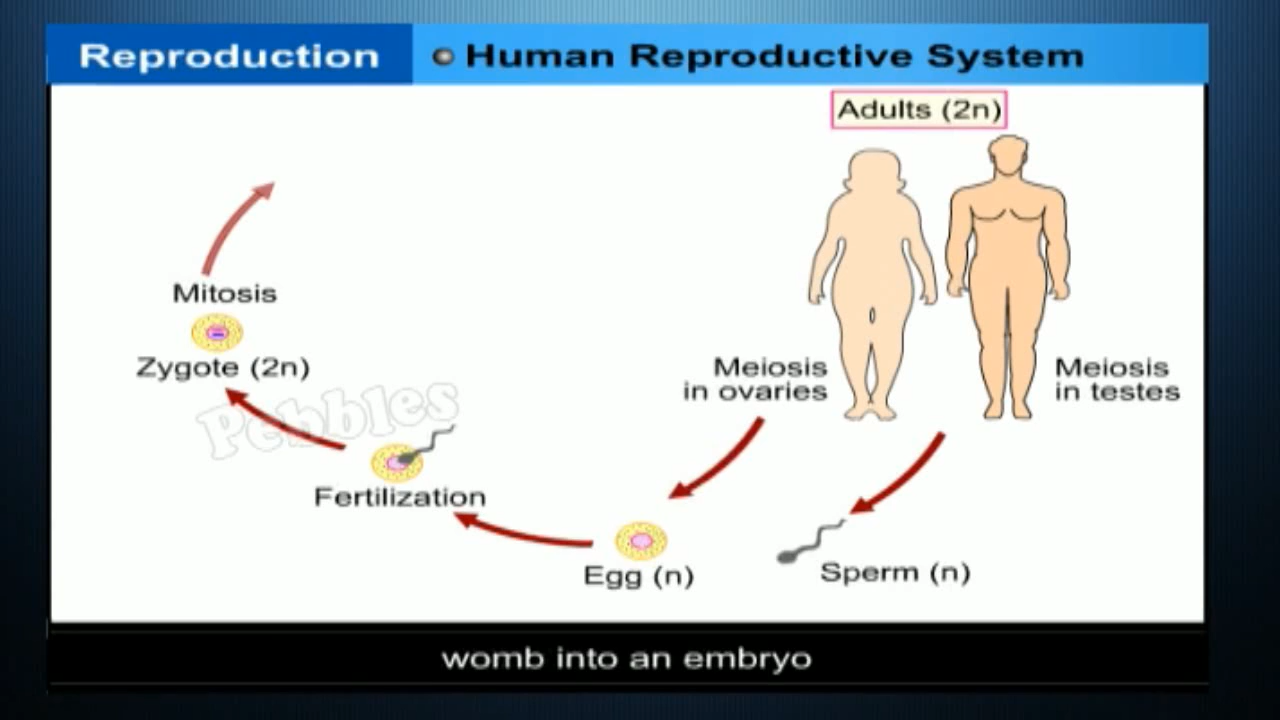 Reproduction
Human Reproductive System
Adults (2n)
Mitosis
Zygote (2n)
Meiosis
in ovaries
Meiosis
in testes
Pebbles
Fertilization
Egg (n)
Sperm (n)
womb into an embryo